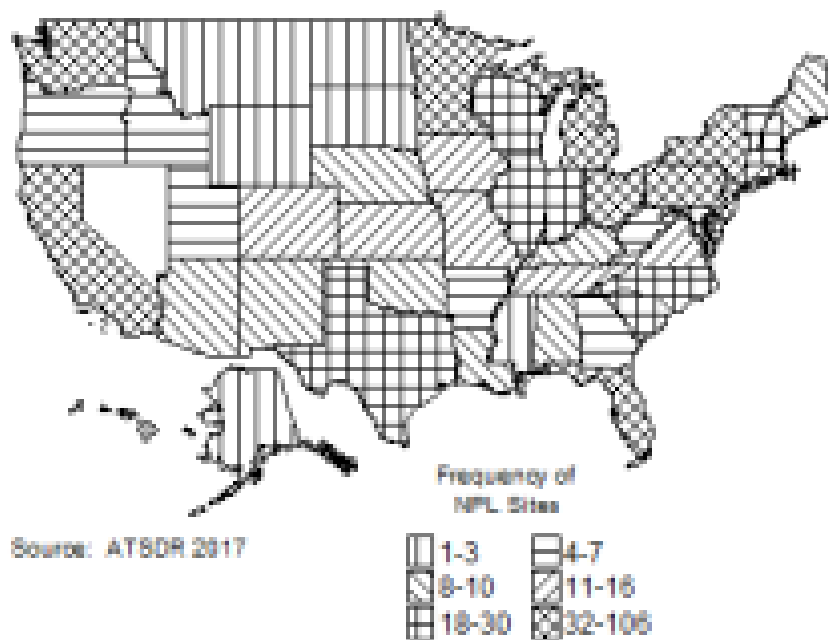 Frequency of
NPL Sites
Source: ATSDR 2017
1-3 4-7
8-10 11-16
18-30 32-106